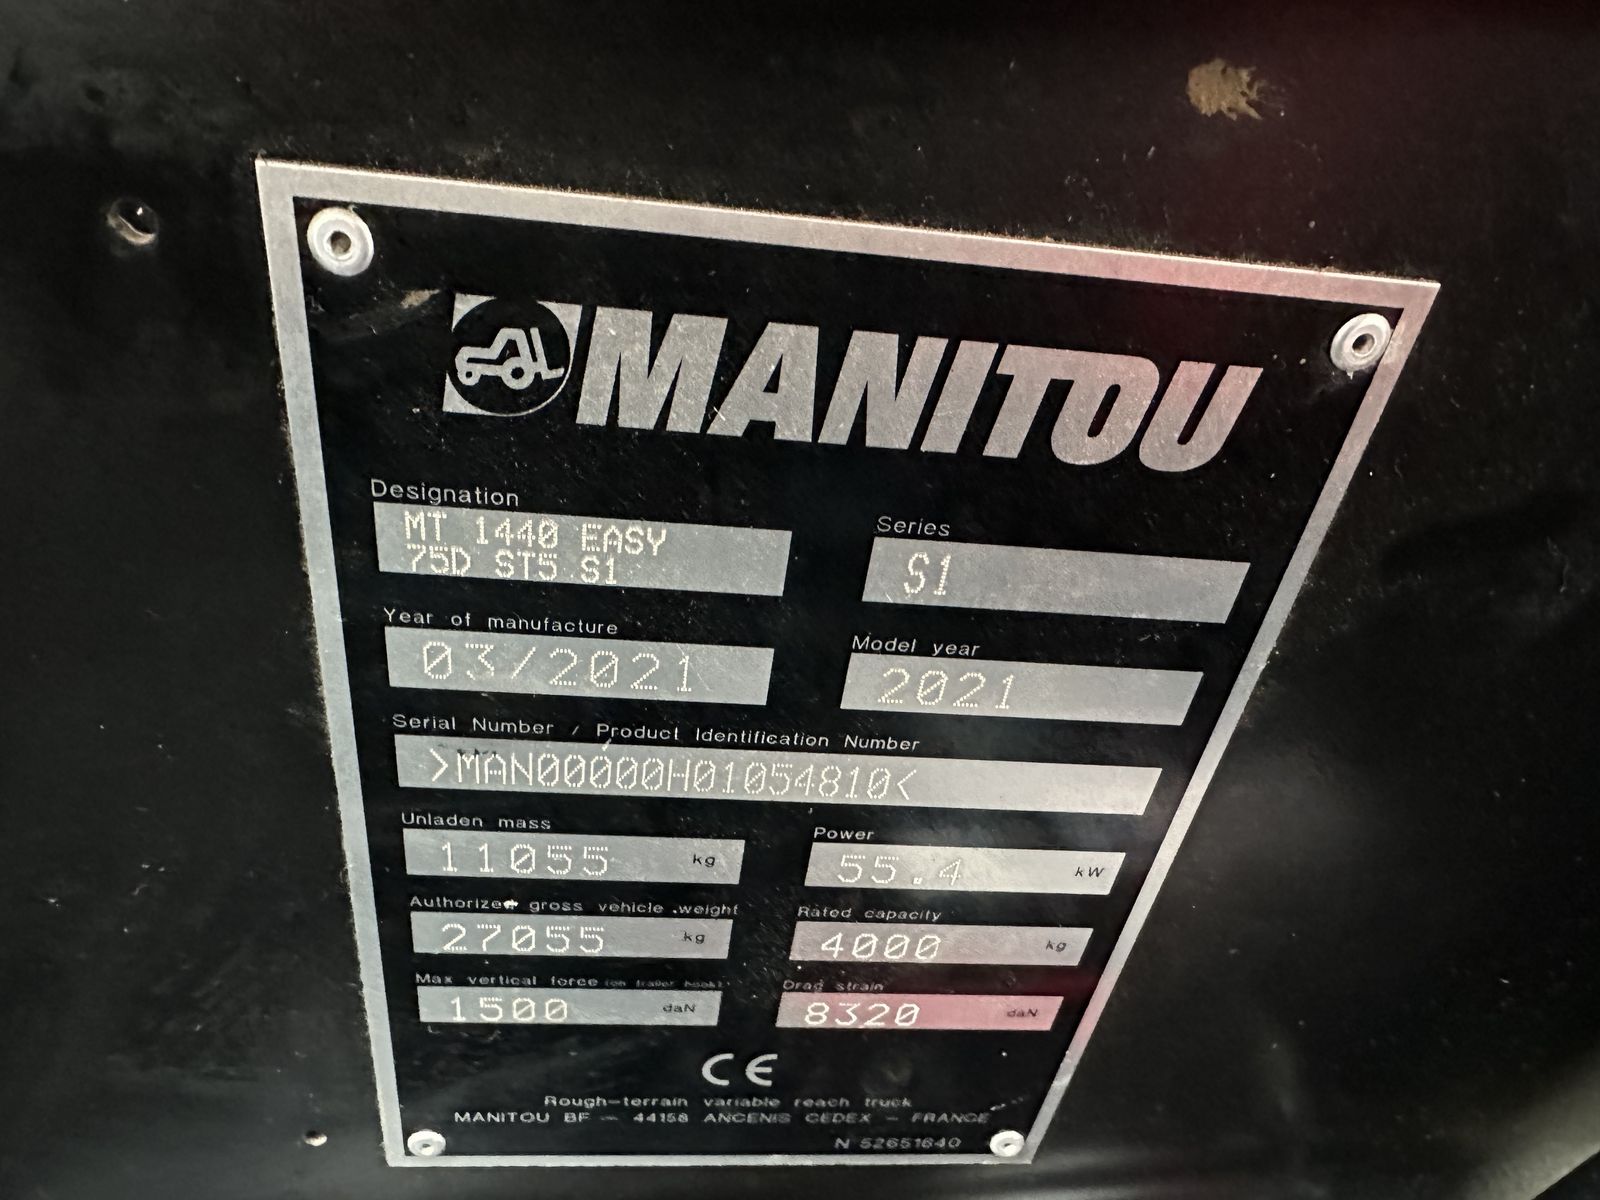 MANITOU
Designation
MT 1440 EASY
75D ST5 S1
Series
S1
Year of manufacture
03/2021
Model year
2021
Serial Number / Product Identification Number
>MAN00000H01054810<
Unladen mass
11055 kg
Power
55.4 kW
Authorized gross vehicle weight
27055 kg
Rated capacity
4000 kg
Max vertical force (on trailer hook)
1500 daN
Drag strain
8320 daN
CE
Rough-terrain variable reach truck
MANITOU BF - 44158 ANCENIS CEDEX - FRANCE
N 52651640